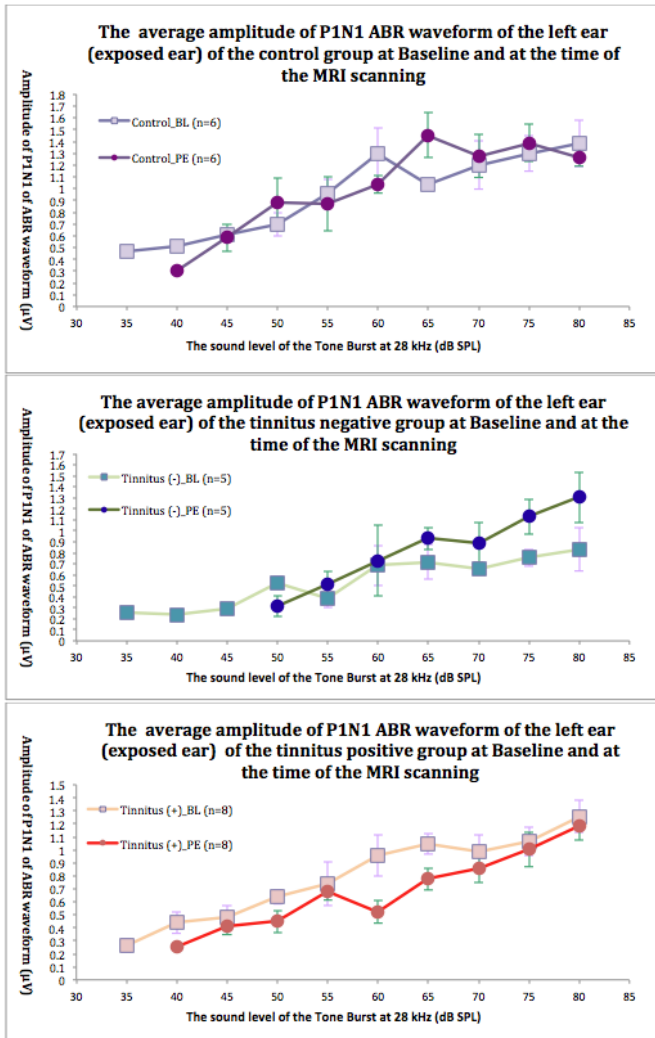 The average amplitude of P1N1 ABR waveform of the left ear
(exposed ear) of the control group at Baseline and at the time of
the MRI scanning
Amplitude of P1N1 of ABR waveform (µV)
1.8
1.7
1.6
1.5
1.4
1.3
1.2
1.1
1
0.9
0.8
0.7
0.6
0.5
0.4
0.3
0.2
0.1
0
Control_BL (n=6)
Control_PE (n=6)
30 35 40 45 50 55 60 65 70 75 80 85
The sound level of the Tone Burst at 28 kHz (dB SPL)
The average amplitude of P1N1 ABR waveform of the left ear
(exposed ear) of the tinnitus negative group at Baseline and at the
time of the MRI scanning
Amplitude of P1N1 of ABR waveform (µV)
1.7
1.6
1.5
1.4
1.3
1.2
1.1
1
0.9
0.8
0.7
0.6
0.5
0.4
0.3
0.2
0.1
0
Tinnitus (-)_BL (n=5)
Tinnitus (-)_PE (n=5)
30 35 40 45 50 55 60 65 70 75 80 85
The sound level of the Tone Burst at 28 kHz (dB SPL)
The average amplitude of P1N1 ABR waveform of the left ear
(exposed ear) of the tinnitus positive group at Baseline and at
the time of the MRI scanning
Amplitude of P1N1 of ABR waveform (µV)
1.5
1.4
1.3
1.2
1.1
1
0.9
0.8
0.7
0.6
0.5
0.4
0.3
0.2
0.1
0
Tinnitus (+)_BL (n=8)
Tinnitus (+)_PE (n=8)
30 35 40 45 50 55 60 65 70 75 80 85
The sound level of the Tone Burst at 28 kHz (dB SPL)